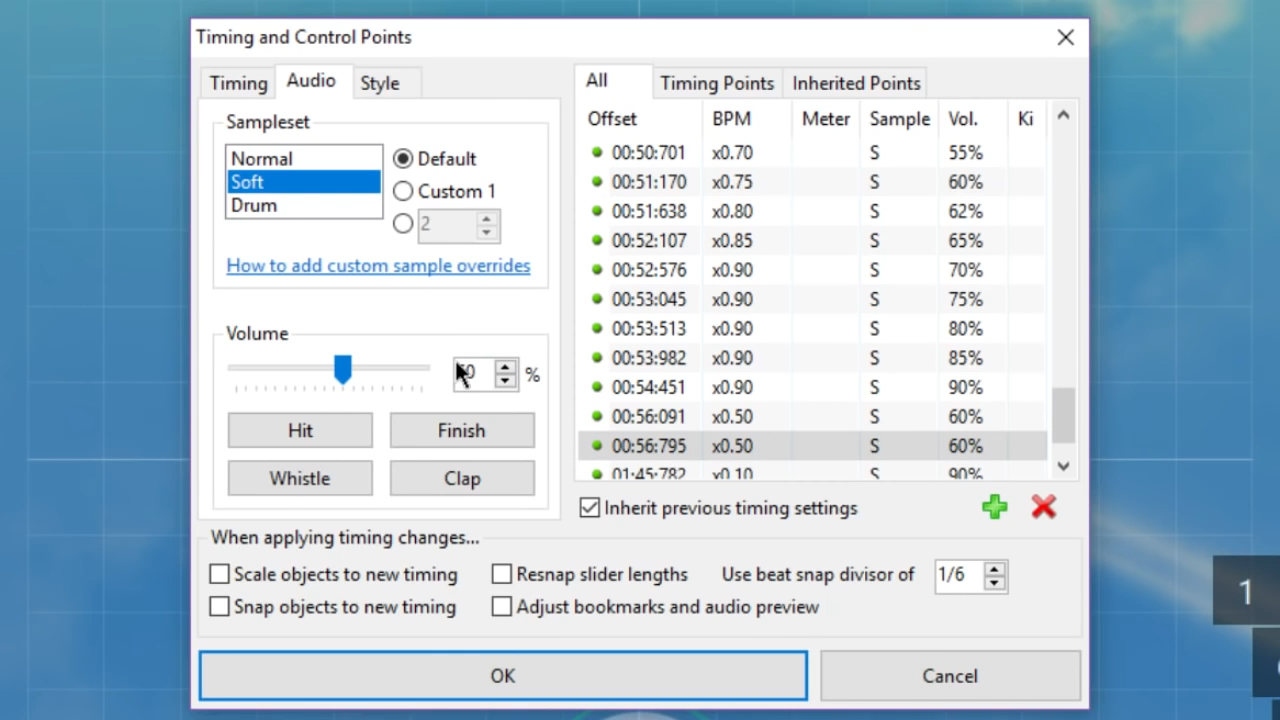 Timing and Control Points
Timing Audio Style
Sampleset
Normal
Soft
Drum
Default
Custom 1
2
How to add custom sample overrides
Volume
%
Hit Finish
Whistle Clap
All Timing Points Inherited Points
Offset BPM Meter Sample Vol. Ki
00:50:701 x0.70 S 55%
00:51:170 x0.75 S 60%
00:51:638 x0.80 S 62%
00:52:107 x0.85 S 65%
00:52:576 x0.90 S 70%
00:53:045 x0.90 S 75%
00:53:513 x0.90 S 80%
00:53:982 x0.90 S 85%
00:54:451 x0.90 S 90%
00:56:091 x0.50 S 60%
00:56:795 x0.50 S 60%
01:45:782 x0.10 S 90%
Inherit previous timing settings
When applying timing changes...
Scale objects to new timing Resnap slider lengths Use beat snap divisor of 1/6
Snap objects to new timing Adjust bookmarks and audio preview
OK Cancel
1